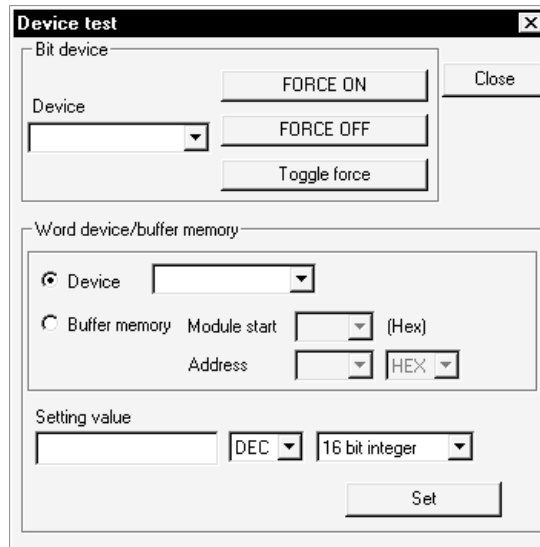 Device test
Bit device
Device
FORCE ON
FORCE OFF
Toggle force
Close
Word device/buffer memory
Device
Buffer memory Module start (Hex)
Address HEX
Setting value
DEC 16 bit integer
Set